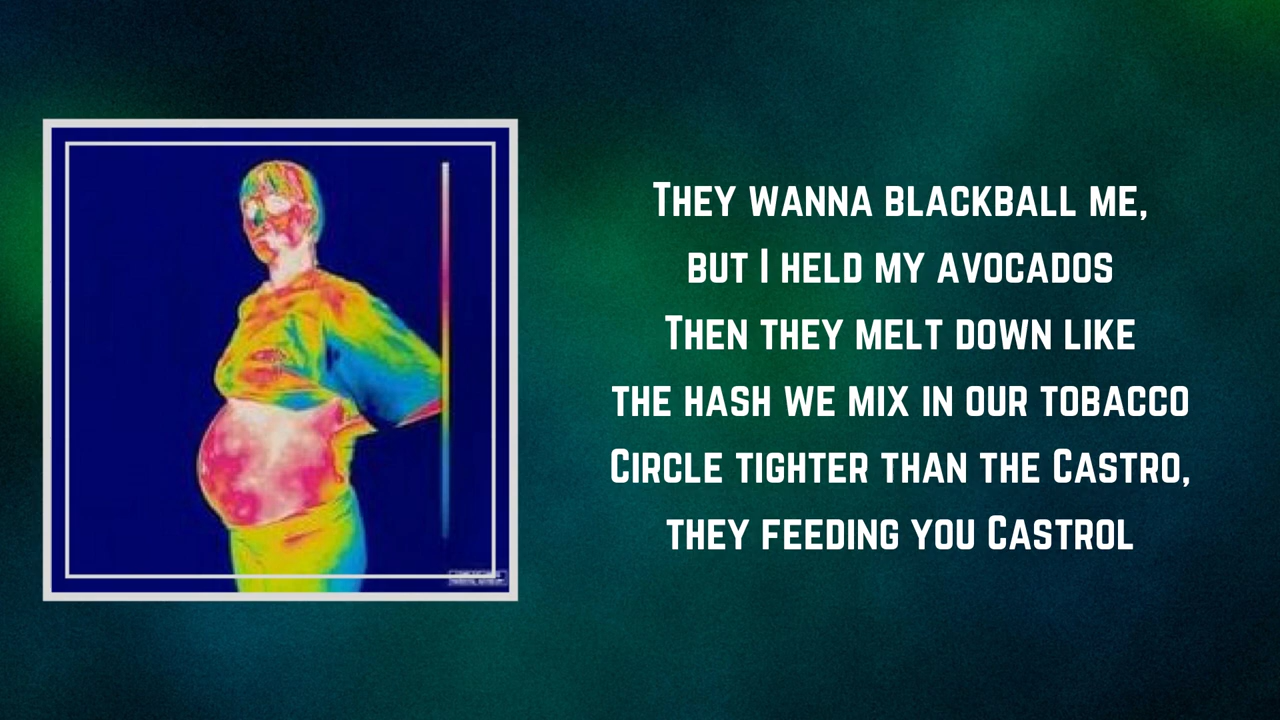 They wanna blackball me,
but I held my avocados
Then they melt down like
the hash we mix in our tobacco
Circle tighter than the Castro,
they feeding you Castrol